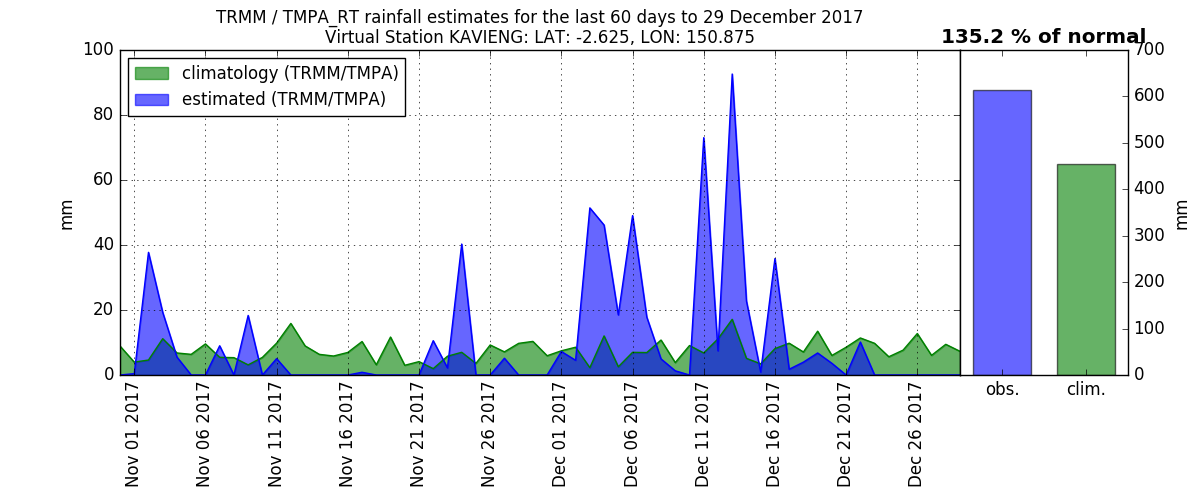 TRMM / TMPA_RT rainfall estimates for the last 60 days to 29 December 2017
Virtual Station KAVIENG: LAT: -2.625, LON: 150.875
135.2 % of normal
climatology (TRMM/TMPA)
estimated (TRMM/TMPA)
100
80
60
40
20
0
mm
700
600
500
400
300
200
100
0
mm
Nov 01 2017
Nov 06 2017
Nov 11 2017
Nov 16 2017
Nov 21 2017
Nov 26 2017
Dec 01 2017
Dec 06 2017
Dec 11 2017
Dec 16 2017
Dec 21 2017
Dec 26 2017
obs.
clim.